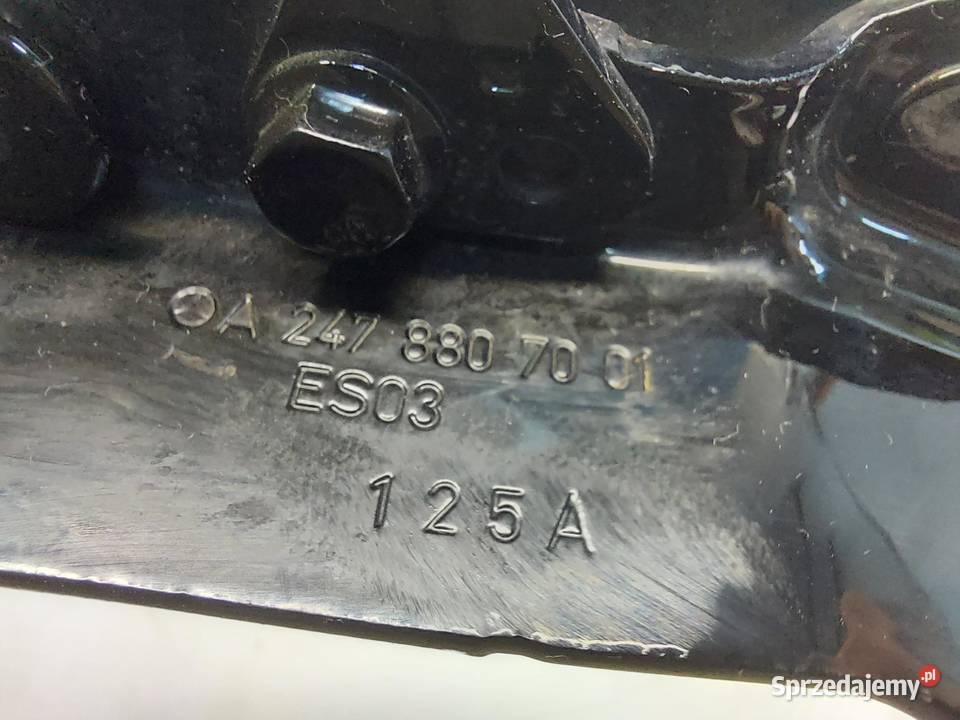 A 247 880 70 01
ES03
125A
Sprzedajemy.pl